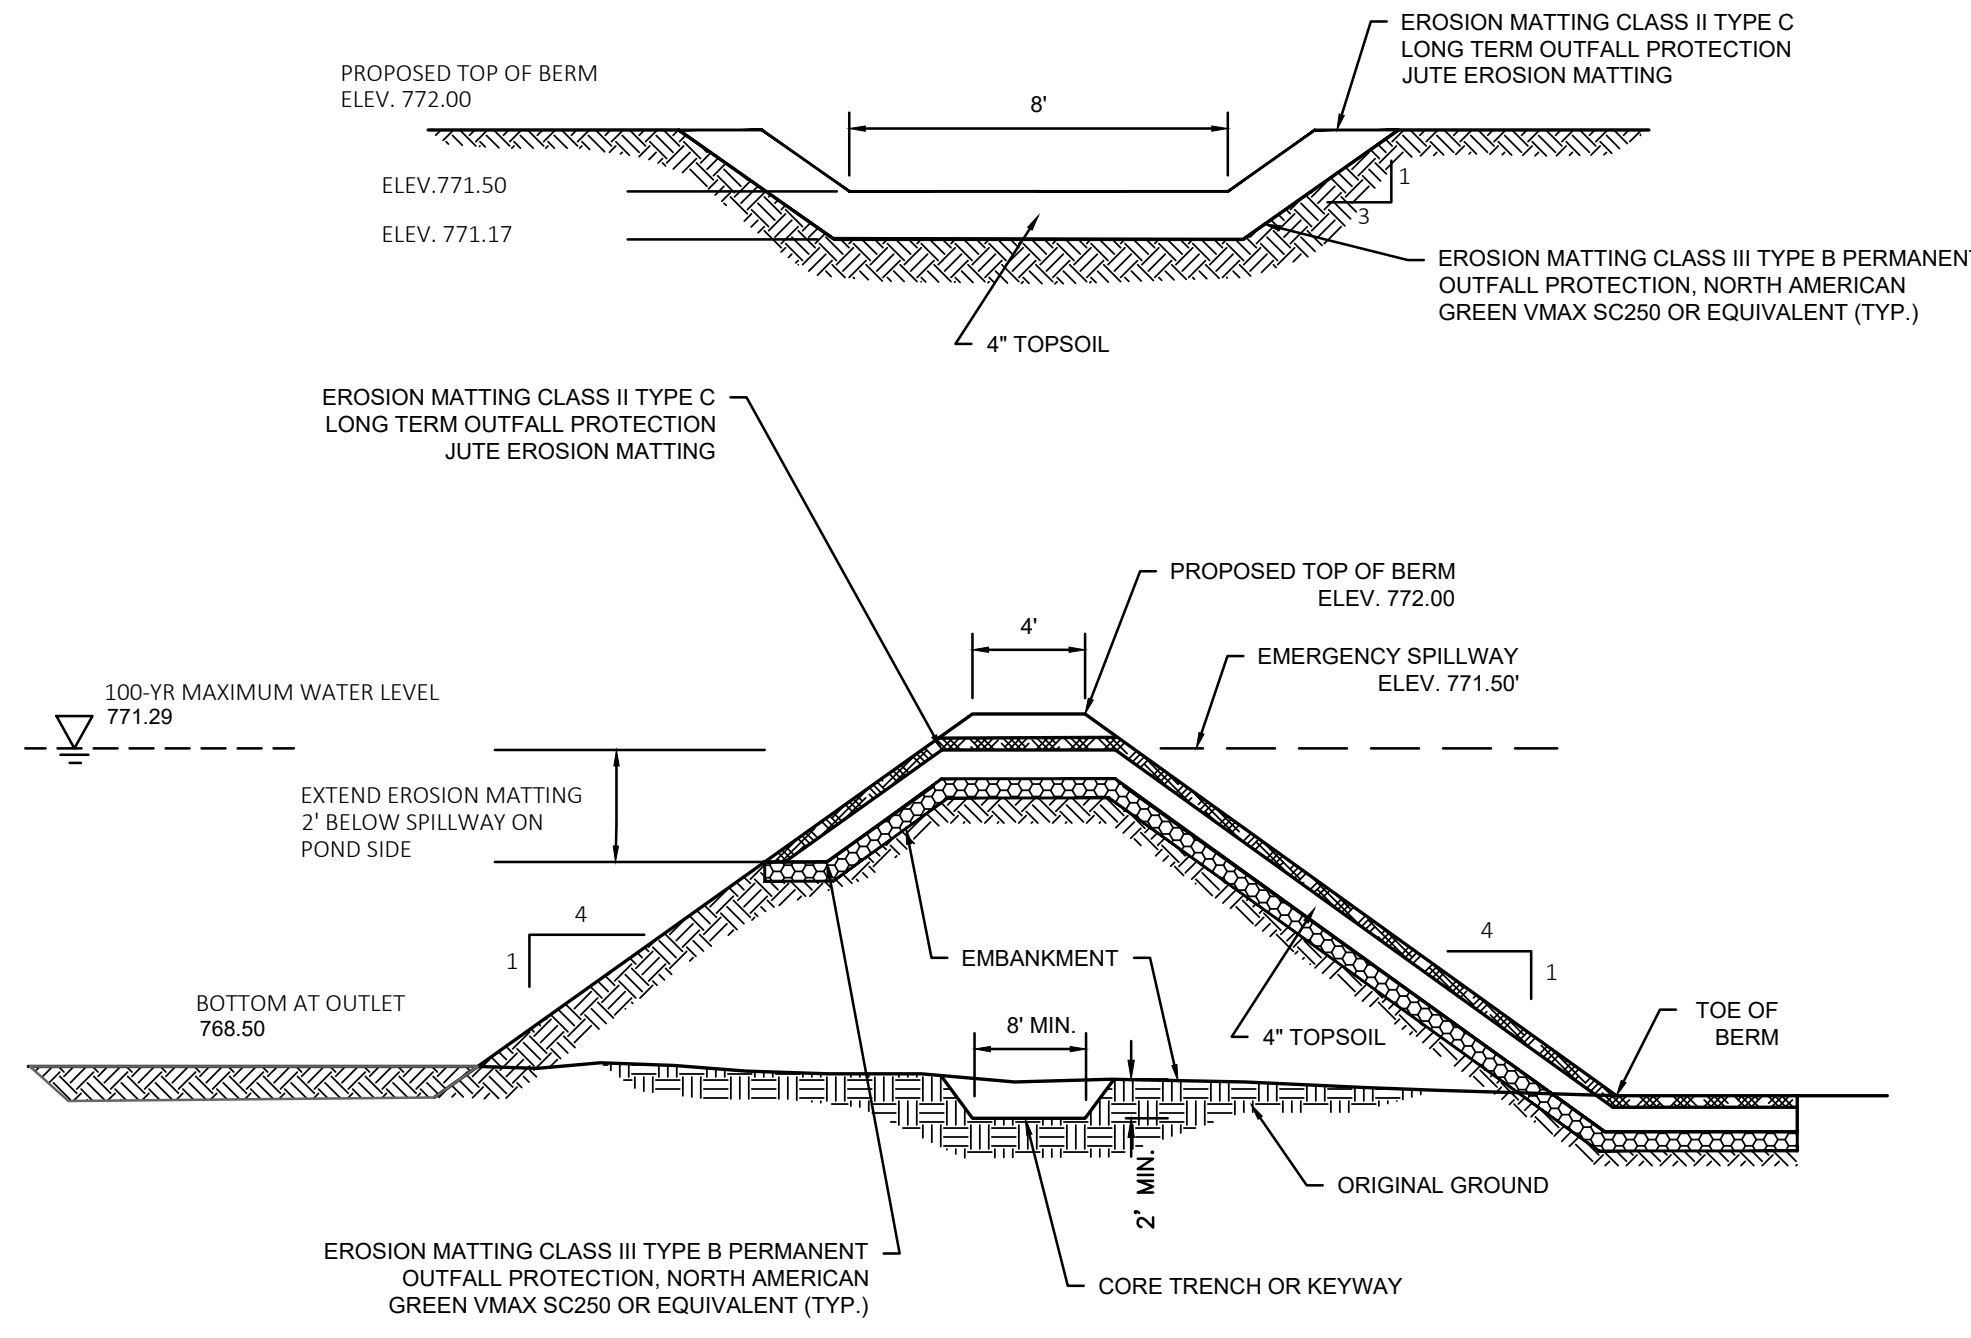 EROSION MATTING CLASS II TYPE C
LONG TERM OUTFALL PROTECTION
JUTE EROSION MATTING
PROPOSED TOP OF BERM
ELEV. 772.00
8'
ELEV.771.50
ELEV. 771.17
1
3
EROSION MATTING CLASS III TYPE B PERMANENT
OUTFALL PROTECTION, NORTH AMERICAN
GREEN VMAX SC250 OR EQUIVALENT (TYP.)
4" TOPSOIL
EROSION MATTING CLASS II TYPE C
LONG TERM OUTFALL PROTECTION
JUTE EROSION MATTING
PROPOSED TOP OF BERM
ELEV. 772.00
4'
EMERGENCY SPILLWAY
ELEV. 771.50'
100-YR MAXIMUM WATER LEVEL
771.29
EXTEND EROSION MATTING
2' BELOW SPILLWAY ON
POND SIDE
4
1
4
1
EMBANKMENT
BOTTOM AT OUTLET
768.50
8' MIN.
4" TOPSOIL
TOE OF
BERM
2' MIN.
ORIGINAL GROUND
EROSION MATTING CLASS III TYPE B PERMANENT
OUTFALL PROTECTION, NORTH AMERICAN
GREEN VMAX SC250 OR EQUIVALENT (TYP.)
CORE TRENCH OR KEYWAY